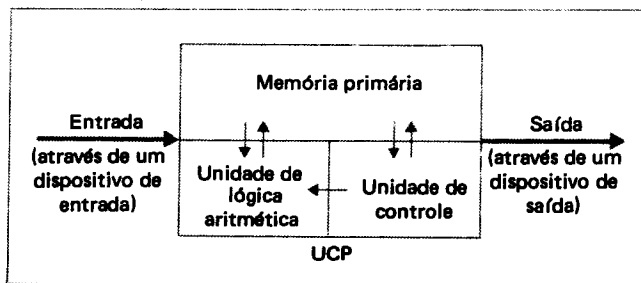 Memória primária
Entrada
(através de um
dispositivo de
entrada)
Unidade de
lógica
aritmética
Unidade de
controle
Saída
(através de um
dispositivo de
saída)
UCP